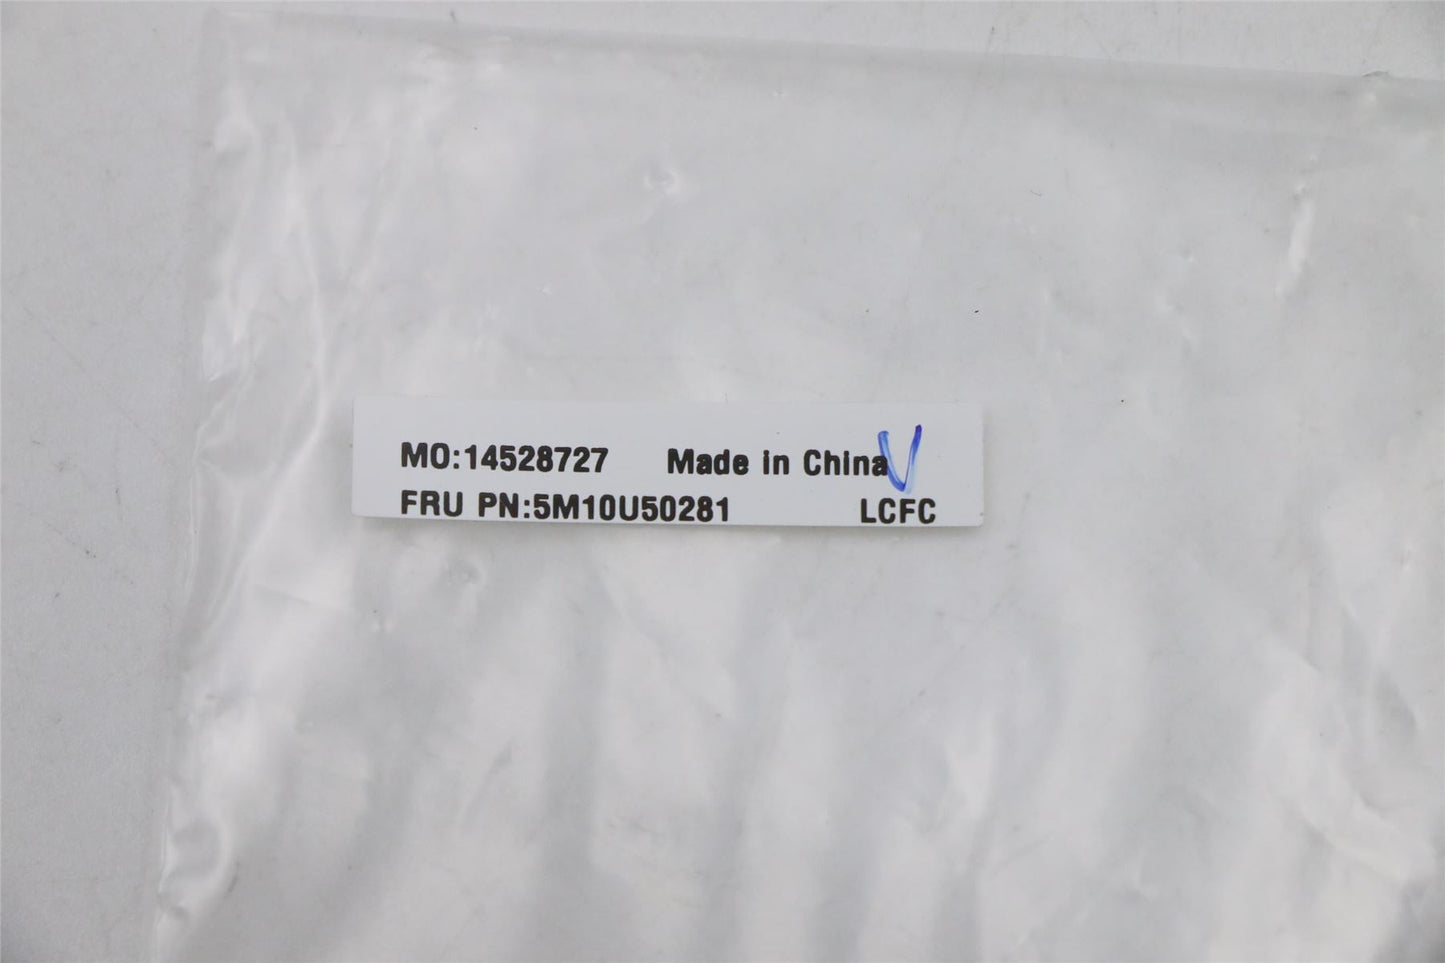 MO:14528727 Made in China V
FRU PN:5M10U50281 LCFC